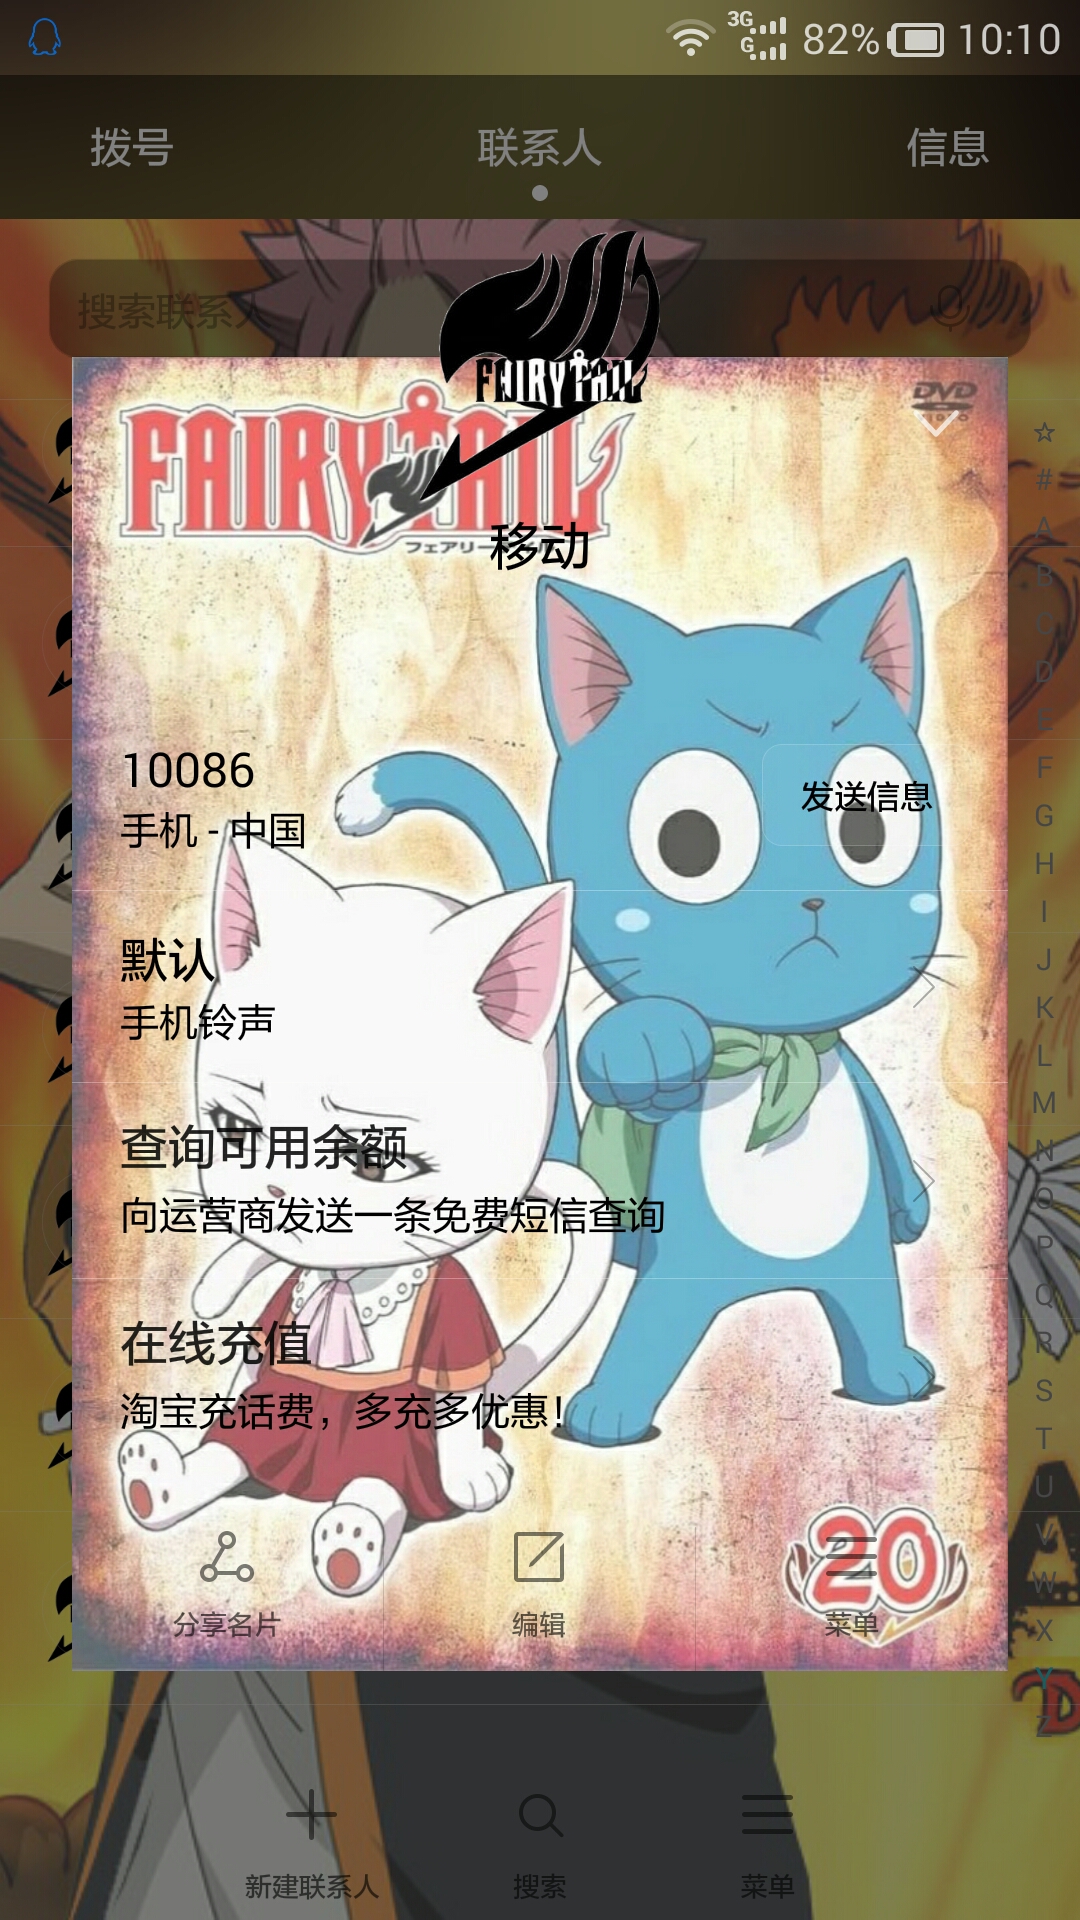 3G
G
82%
10:10
拨号
联系人
信息
搜索联系人
FAIRY TAIL
DVD
FAIRY TAIL
移动
10086
手机 - 中国
发送信息
默认
手机铃声
查询可用余额
向运营商发送一条免费短信查询
在线充值
淘宝充话费，多充多优惠！
20
分享名片
编辑
菜单
☆
#
A
B
C
D
E
F
G
H
I
J
K
L
M
N
O
P
Q
R
S
T
U
V
W
X
Y
Z
新建联系人
搜索
菜单